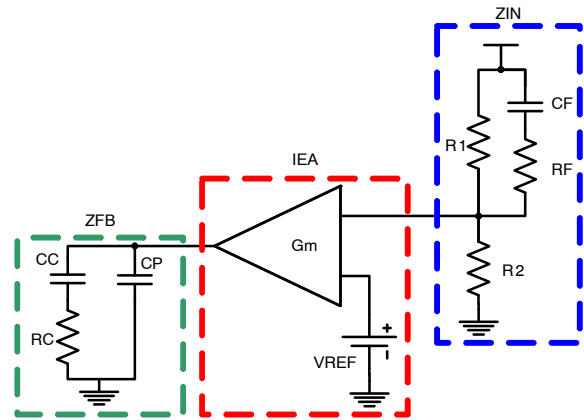 ZIN
CF
R1
RF
IEA
ZFB
Gm
CC
CP
R2
RC
+
VREF
-